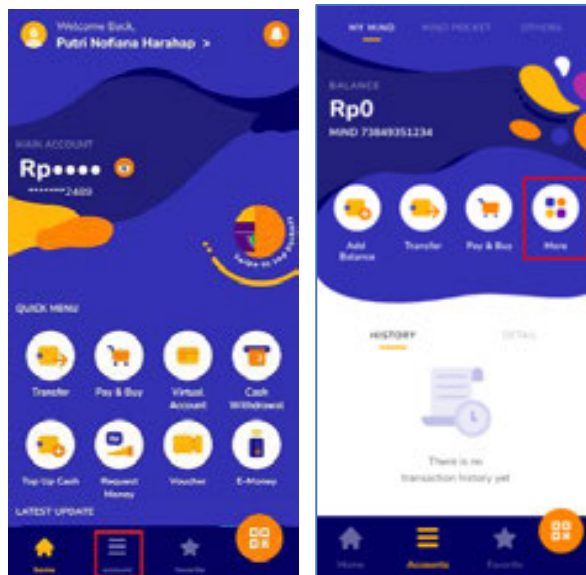 Welcome Back,
Putri Nofiana Harahap >
MAIN ACCOUNT
Rp••••
*******2489
Swipe to see Pockets
QUICK MENU
Transfer
Pay & Buy
Virtual
Account
Cash
Withdrawal
Top Up Cash
Request
Money
Voucher
E-Money
LATEST UPDATE
Home
Account
Favorite
MY MIND
MIND POCKET
OTHERS
BALANCE
Rp0
MIND 73849351234
Add
Balance
Transfer
Pay & Buy
More
HISTORY
DETAIL
There is no
transaction history yet
Home
Accounts
Favorite